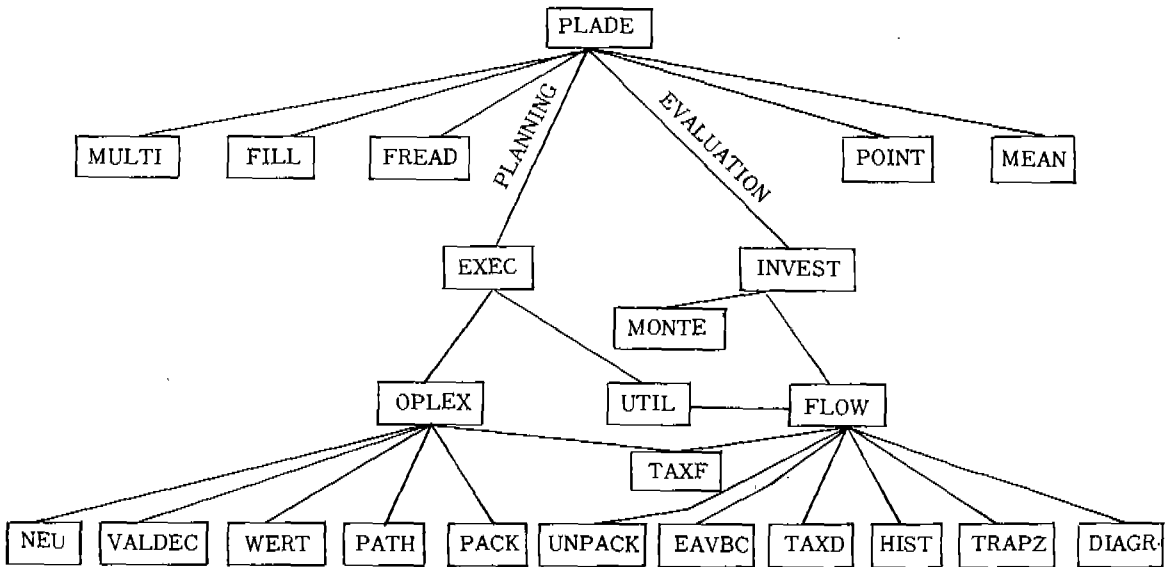 PLADE
PLANNING
EVALUATION
MULTI FILL FREAD POINT MEAN
EXEC INVEST
MONTE
OPLEX UTIL FLOW
TAXF
NEU VALDEC WERT PATH PACK UNPACK EAVBC TAXD HIST TRAPZ DIAGR